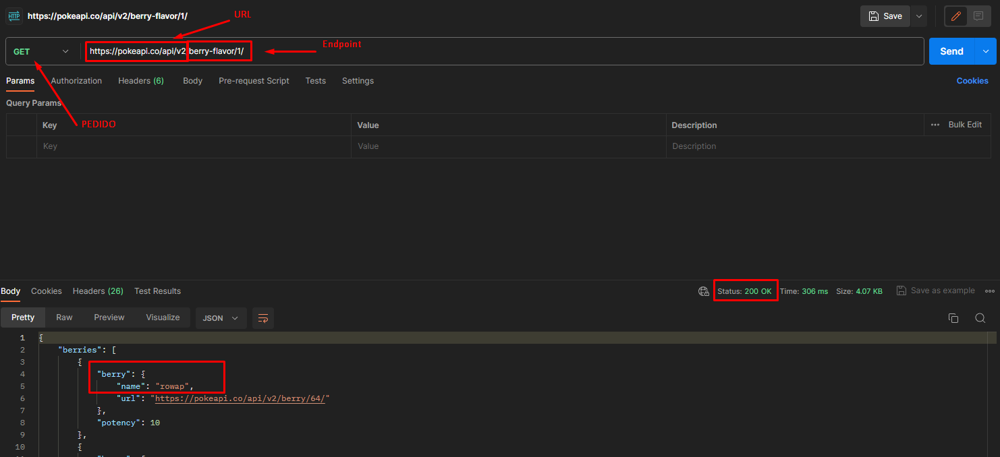 HTTP https://pokeapi.co/api/v2/berry-flavor/1/ URL Save
GET https://pokeapi.co/api/v2 berry-flavor/1/ Endpoint Send
Params Authorization Headers (6) Body Pre-request Script Tests Settings Cookies
Query Params
PEDIDO
Key Value Description Bulk Edit
Key Value Description
Body Cookies Headers (26) Test Results Status: 200 OK Time: 306 ms Size: 4.07 KB Save as example
Pretty Raw Preview Visualize JSON
1 {
2 "berries": [
3 {
4 "berry": {
5 "name": "rowap",
6 "url": "https://pokeapi.co/api/v2/berry/64/"
7 },
8 "potency": 10
9 },
10 {